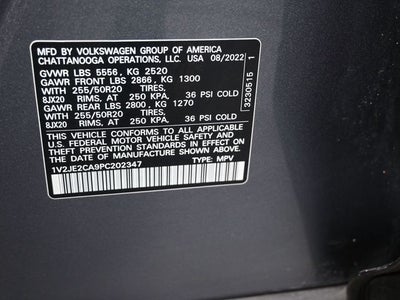 MFD BY VOLKSWAGEN GROUP OF AMERICA
CHATTANOOGA OPERATIONS, LLC. USA 08/2022
GVWR LBS 5556, KG 2520
GAWR FRONT LBS 2866, KG 1300
WITH 255/50R20 TIRES,
8JX20 RIMS, AT 250 KPA, 36 PSI COLD
GAWR REAR LBS 2800, KG 1270
WITH 255/50R20 TIRES,
8JX20 RIMS, AT 250 KPA, 36 PSI COLD
THIS VEHICLE CONFORMS TO ALL APPLICABLE
U.S. FEDERAL MOTOR VEHICLE SAFETY AND
THEFT PREVENTION STANDARDS IN EFFECT ON
THE DATE OF MANUFACTURE SHOWN ABOVE.
1V2JE2CA9PC202347 TYPE: MPV
3230515 1